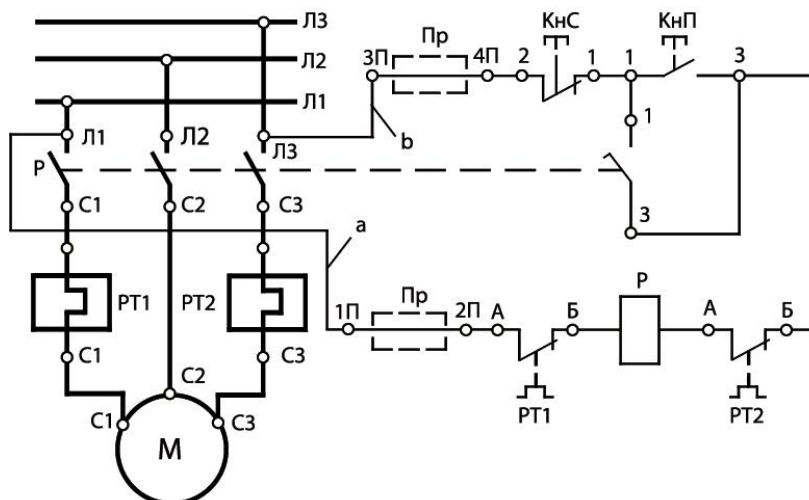 Л3
КнС
КнП
Пр
3П
4П
2
1
1
3
Л2
Л1
b
1
Л1
Л2
Л3
Р
С1
С2
С3
3
a
РТ1
РТ2
1П
Пр
2П
А
Б
Р
А
Б
С1
С3
С2
С1
С3
М
РТ1
РТ2